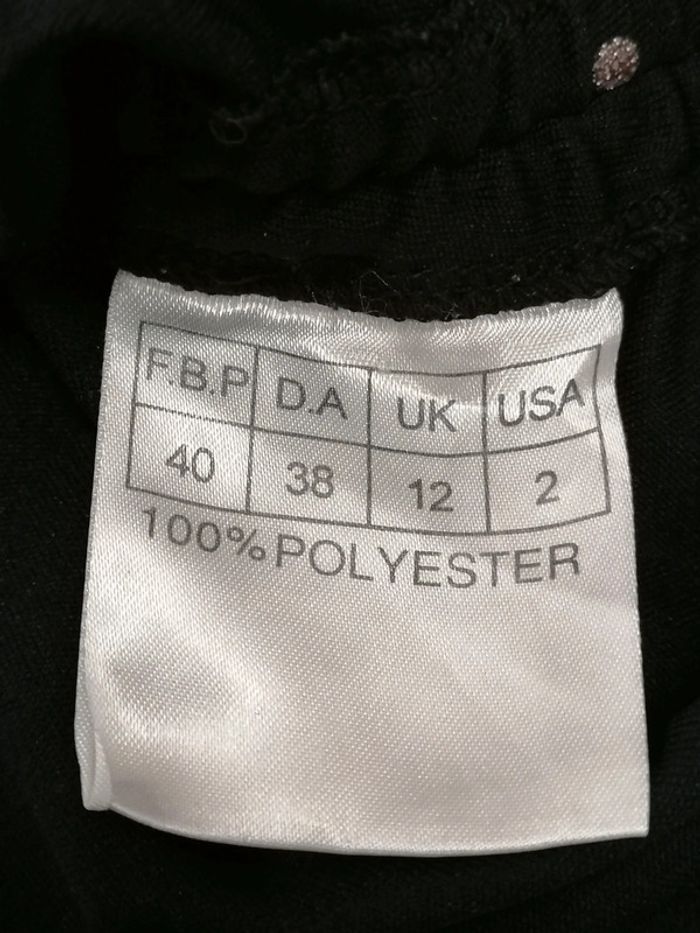 F.B.P D.A UK USA
40 38 12 2
100% POLYESTER